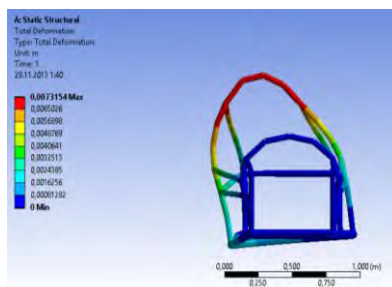 A: Static Structural
Total Deformation
Type: Total Deformation
Unit: m
Time: 1
29.11.2013 1:40
0,0073154 Max
0,0065026
0,0056898
0,0048769
0,0040641
0,0032513
0,0024385
0,0016256
0,00081282
0 Min
0,000
0,500
1,000 (m)
0,250
0,750